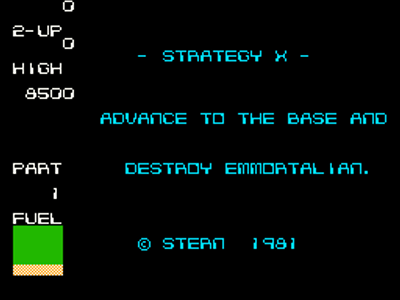 0
2-UP
0
HIGH
8500
PART
1
FUEL
- STRATEGY X -
ADVANCE TO THE BASE AND
DESTROY EMMORTALIAN.
© STERN 1981